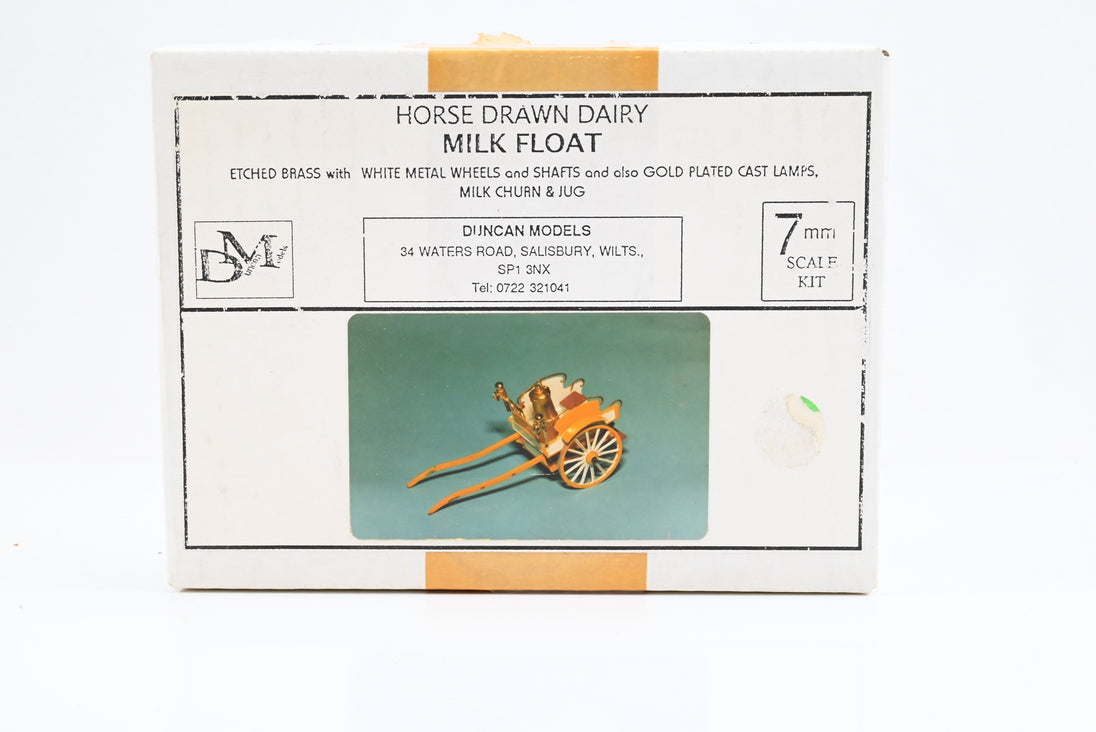 HORSE DRAWN DAIRY
MILK FLOAT
ETCHED BRASS with WHITE METAL WHEELS and SHAFTS and also GOLD PLATED CAST LAMPS,
MILK CHURN & JUG
DM
uncan odels
DUNCAN MODELS
34 WATERS ROAD, SALISBURY, WILTS.,
SP1 3NX
Tel: 0722 321041
7mm
SCALE
KIT